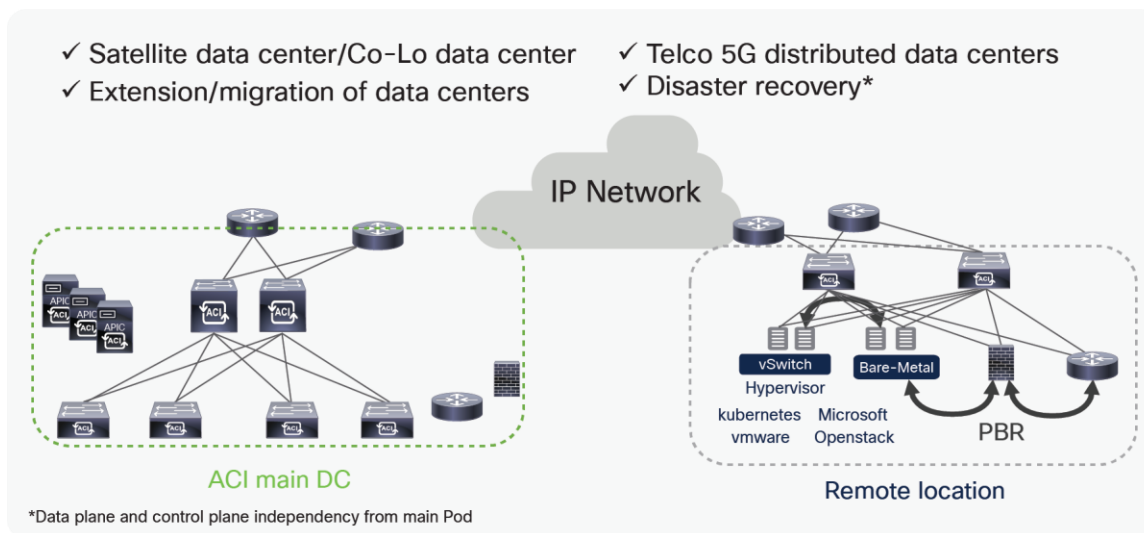 ✓ Satellite data center/Co-Lo data center
✓ Extension/migration of data centers
✓ Telco 5G distributed data centers
✓ Disaster recovery*
IP Network
APIC
ACI
APIC
ACI
APIC
ACI
ACI
ACI
ACI
ACI
ACI
ACI
ACI main DC
*Data plane and control plane independency from main Pod
ACI
ACI
vSwitch
Bare-Metal
Hypervisor
kubernetes
vmware
Microsoft
Openstack
PBR
Remote location